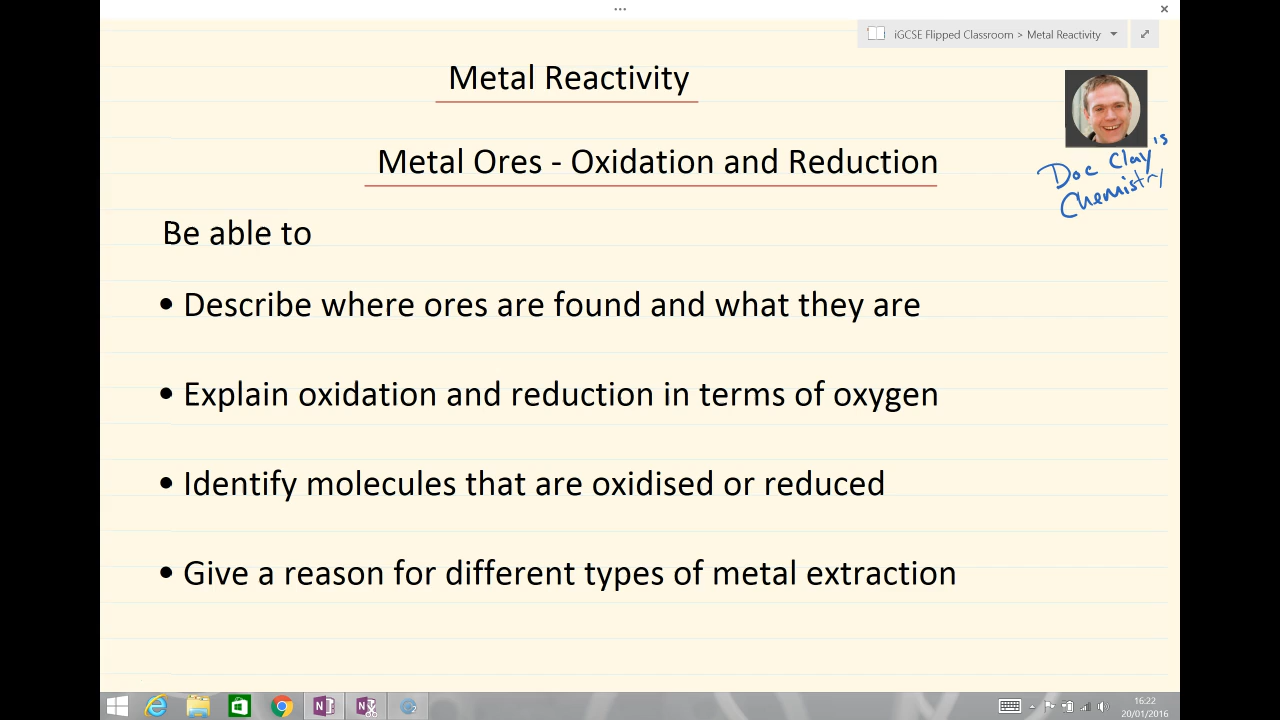 iGCSE Flipped Classroom > Metal Reactivity
Metal Reactivity
Doc Clay's
Chemistry
Metal Ores - Oxidation and Reduction
Be able to
• Describe where ores are found and what they are
• Explain oxidation and reduction in terms of oxygen
• Identify molecules that are oxidised or reduced
• Give a reason for different types of metal extraction
16:22
20/01/2016